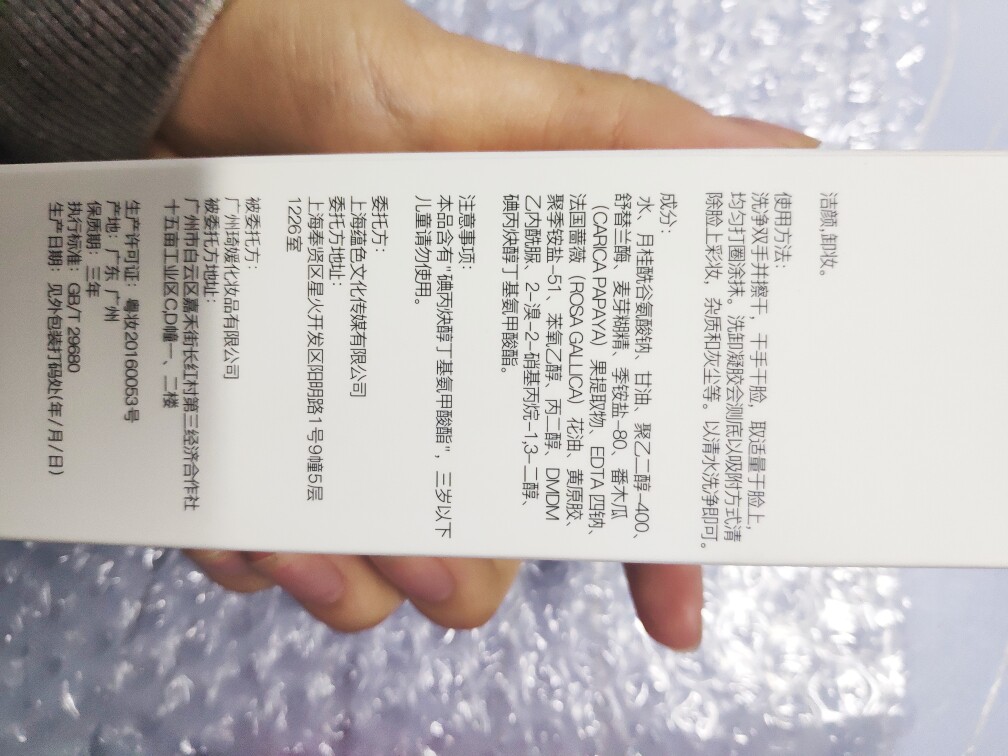 洁颜,卸妆。
使用方法：
洗净双手并擦干，干手干脸，取适量于脸上，
均匀打圈涂抹。洗卸凝胶会测底以吸附方式清
除脸上彩妆，杂质和灰尘等。以清水洗净即可。
成分：
水、月桂酰谷氨酸钠、甘油、聚乙二醇-400、
舒替兰酶、麦芽糊精、季铵盐-80、番木瓜
（CARICA PAPAYA）果提取物、EDTA 四钠、
法国蔷薇（ROSA GALLICA）花油、黄原胶、
聚季铵盐-51、苯氧乙醇、丙二醇、DMDM
乙内酰脲、2-溴-2-硝基丙烷-1,3-二醇、
碘丙炔醇丁基氨甲酸酯。
注意事项：
本品含有"碘丙炔醇丁基氨甲酸酯"，三岁以下
儿童请勿使用。
委托方：
上海缊色文化传媒有限公司
委托方地址：
上海奉贤区星火开发区阳明路1号9幢5层
1226室
被委托方：
广州琦媛化妆品有限公司
被委托方地址：
广州市白云区嘉禾街长红村第三经济合作社
十五南工业区C,D幢一、二楼
生产许可证：粤妆20160053号
产地：广东 广州
保质期：三年
执行标准：GB/T 29680
生产日期：见外包装打码处(年/月/日)